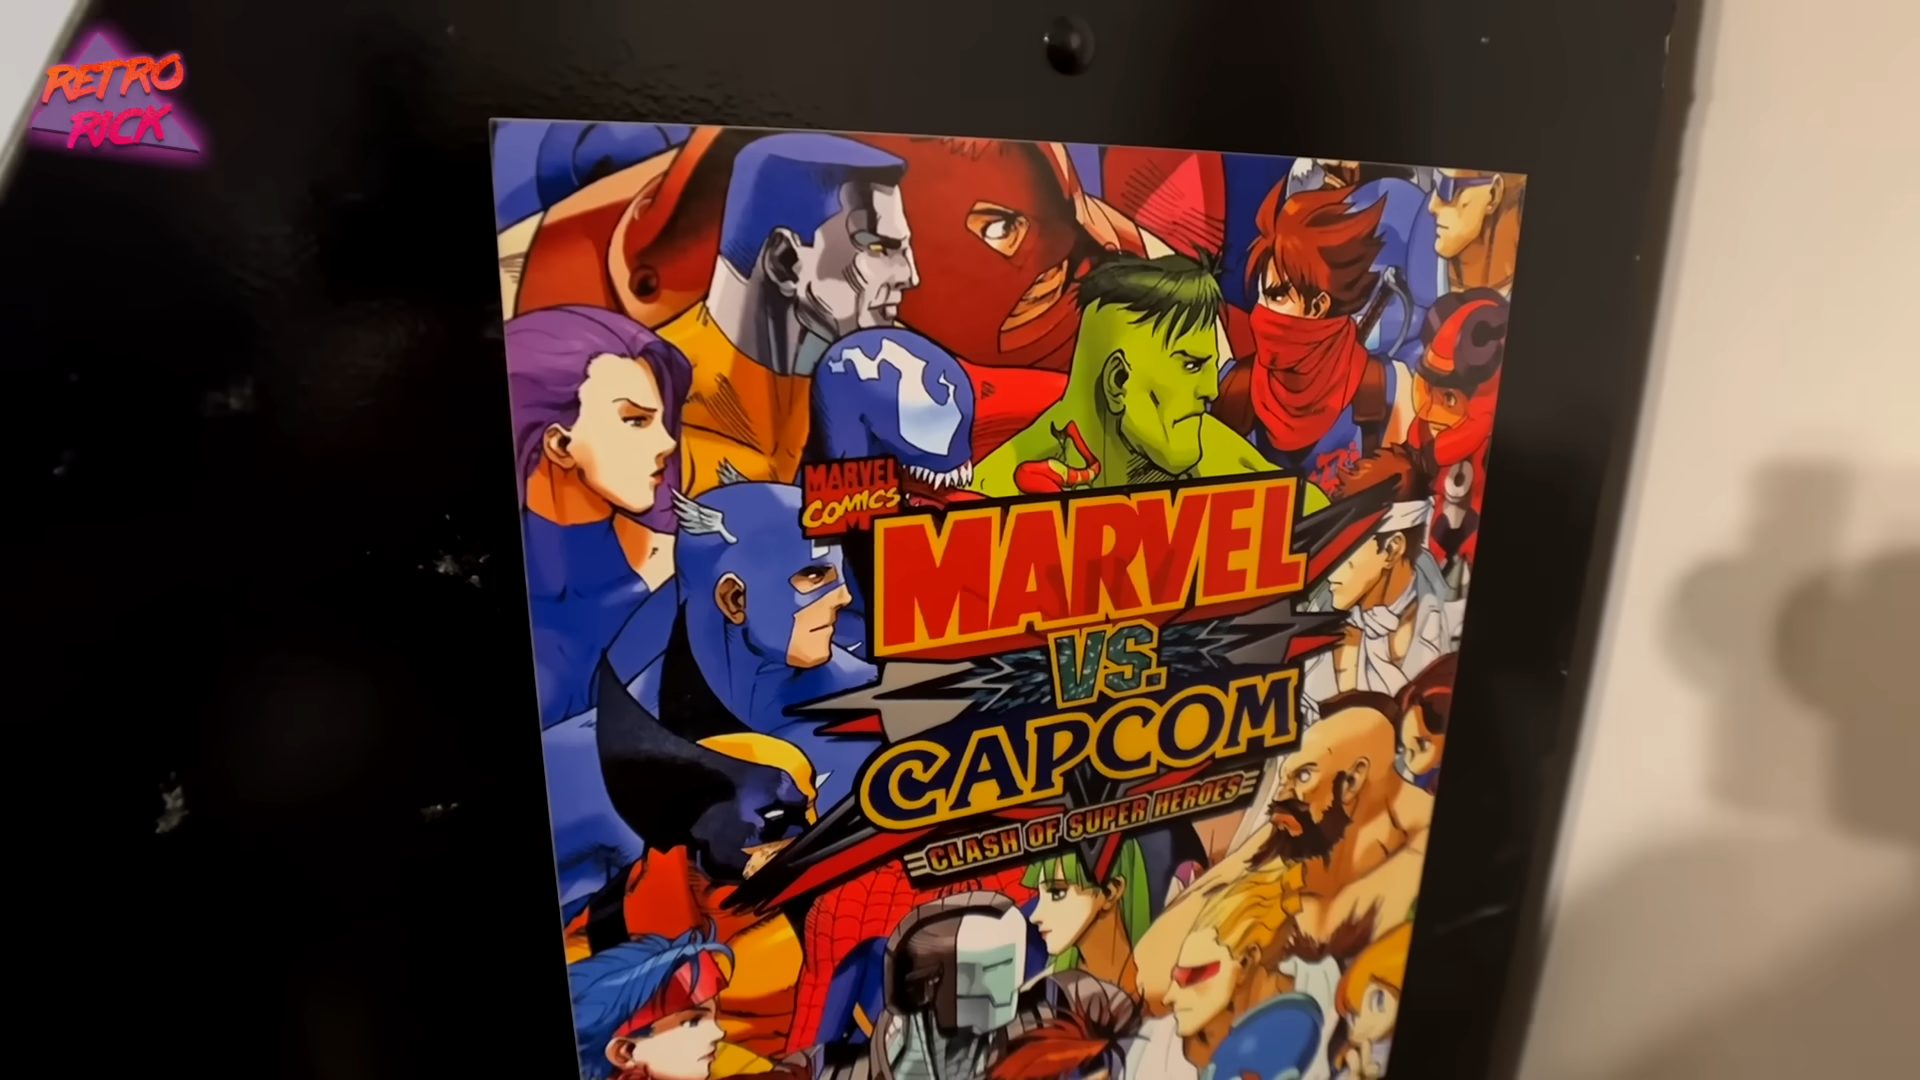 RETRO
RICK
MARVEL
COMICS
MARVEL
VS.
CAPCOM
CLASH OF SUPER HEROES